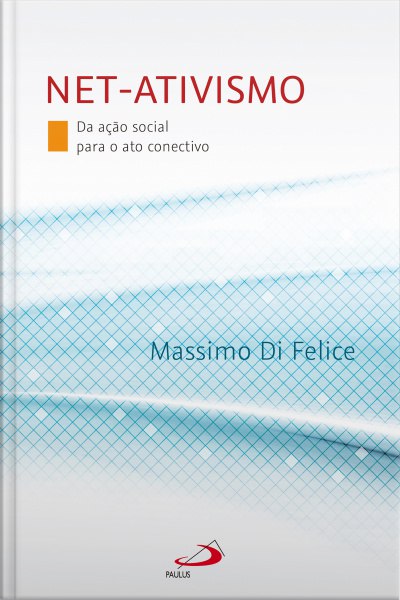 NET-ATIVISMO
Da ação social
para o ato conectivo
Massimo Di Felice
PAULUS